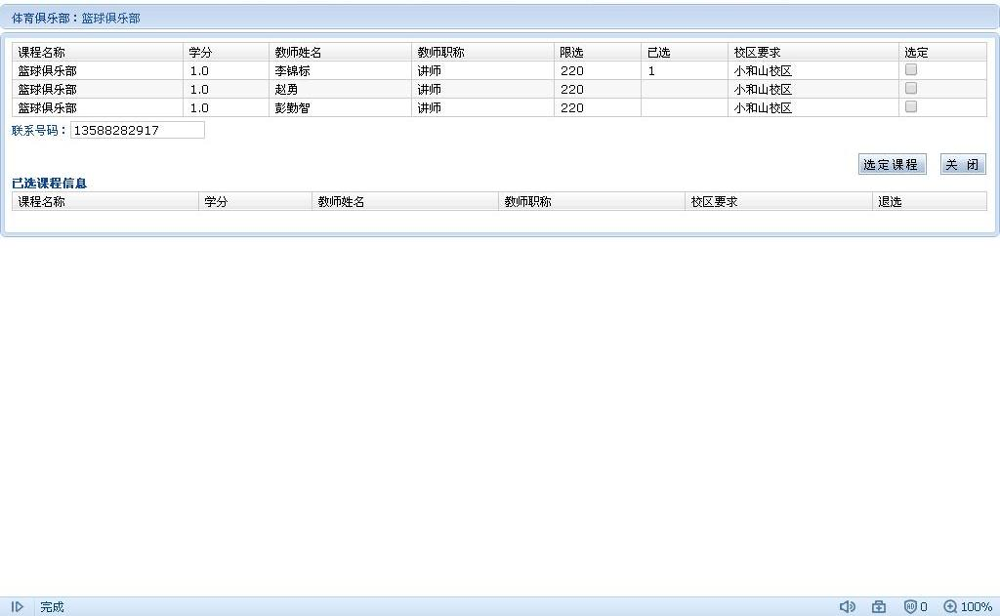 体育俱乐部：篮球俱乐部
课程名称 学分 教师姓名 教师职称 限选 已选 校区要求 选定
篮球俱乐部 1.0 李锦标 讲师 220 1 小和山校区
篮球俱乐部 1.0 赵勇 讲师 220 小和山校区
篮球俱乐部 1.0 彭勤智 讲师 220 小和山校区
联系号码：13588282917
选定课程 关 闭
已选课程信息
课程名称 学分 教师姓名 教师职称 校区要求 退选
完成 AD 0 100%